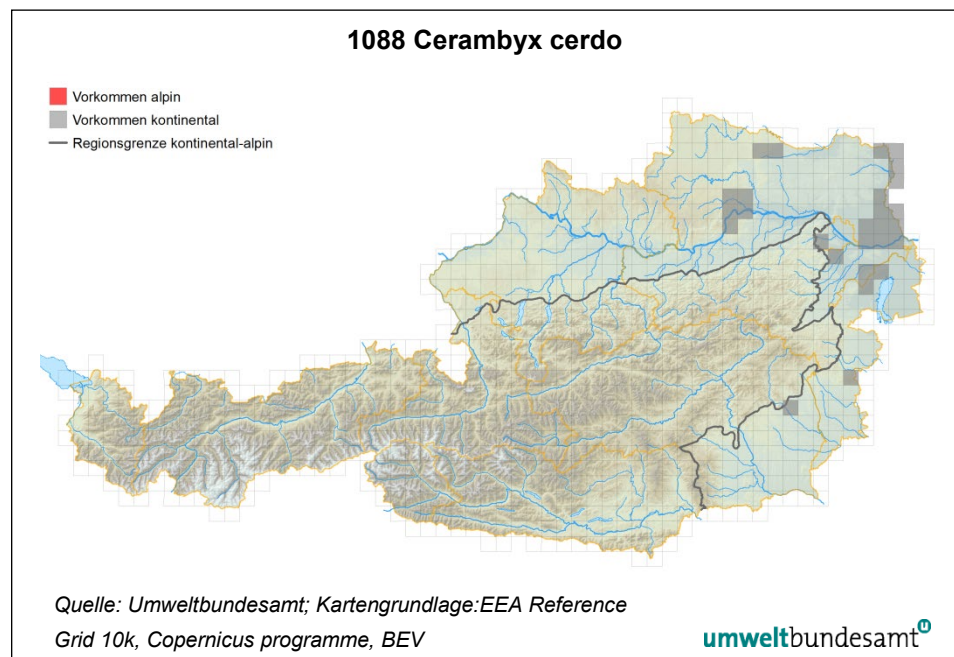 1088 Cerambyx cerdo
Vorkommen alpin
Vorkommen kontinental
Regionsgrenze kontinental-alpin
Quelle: Umweltbundesamt; Kartengrundlage:EEA Reference
Grid 10k, Copernicus programme, BEV
umweltbundesamt u